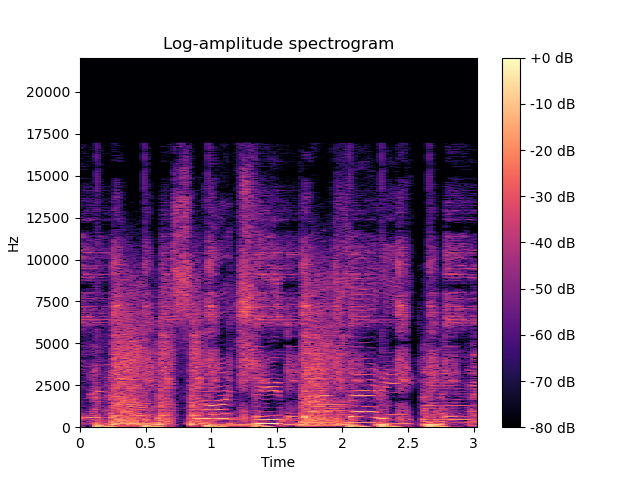 Log-amplitude spectrogram
Hz
20000
17500
15000
12500
10000
7500
5000
2500
0
0 0.5 1 1.5 2 2.5 3
Time
+0 dB
-10 dB
-20 dB
-30 dB
-40 dB
-50 dB
-60 dB
-70 dB
-80 dB